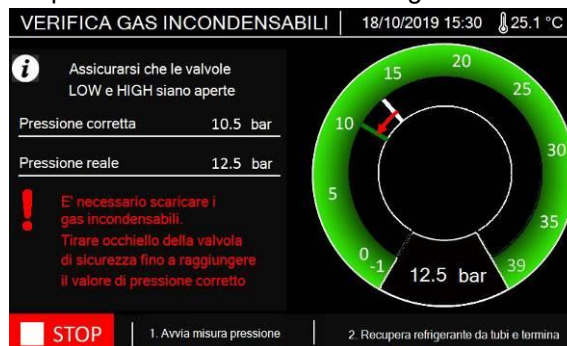 VERIFICA GAS INCONDENSABILI 18/10/2019 15:30 25.1 °C
i Assicurarsi che le valvole
LOW e HIGH siano aperte
Pressione corretta 10.5 bar
Pressione reale 12.5 bar
! E' necessario scaricare i
gas incondensabili.
Tirare occhiello della valvola
di sicurezza fino a raggiungere
il valore di pressione corretto
-1
0
5
10
15
20
25
30
35
39
12.5 bar
STOP 1. Avvia misura pressione 2. Recupera refrigerante da tubi e termina